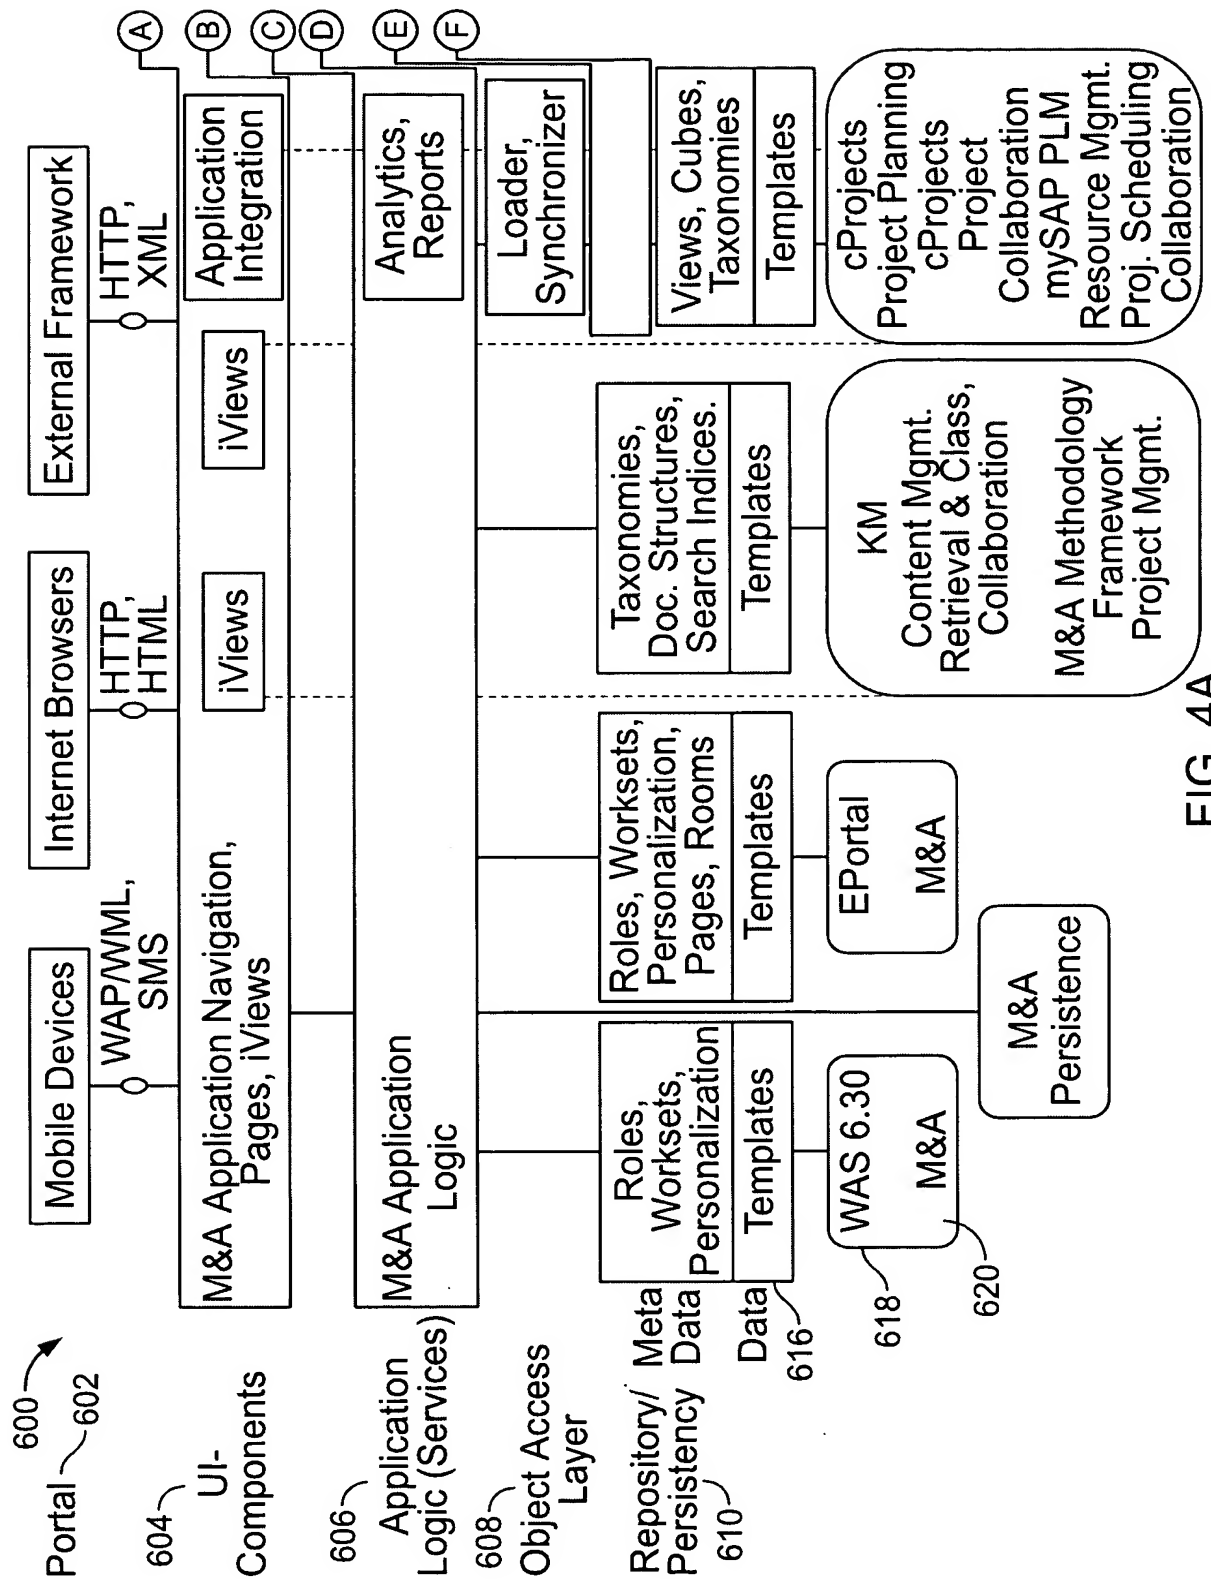 600
Portal 602
Mobile Devices
Internet Browsers
External Framework
WAP/WML,
SMS
HTTP,
HTML
HTTP,
XML
A
B
C
D
E
F
604
UI-
Components
M&A Application Navigation,
Pages, iViews
iViews
iViews
Application
Integration
606
Application
Logic (Services)
M&A Application
Logic
Analytics,
Reports
608
Object Access
Layer
Loader,
Synchronizer
Repository/
Persistency
610
Meta
Data
Data
616
Roles,
Worksets,
Personalization
Templates
Roles, Worksets,
Personalization,
Pages, Rooms
Templates
Taxonomies,
Doc. Structures,
Search Indices.
Templates
Views, Cubes,
Taxonomies
Templates
618
WAS 6.30
M&A
620
EPortal
M&A
M&A
Persistence
KM
Content Mgmt.
Retrieval & Class,
Collaboration
M&A Methodology
Framework
Project Mgmt.
cProjects
Project Planning
cProjects
Project
Collaboration
mySAP PLM
Resource Mgmt.
Proj. Scheduling
Collaboration
FIG. 4A